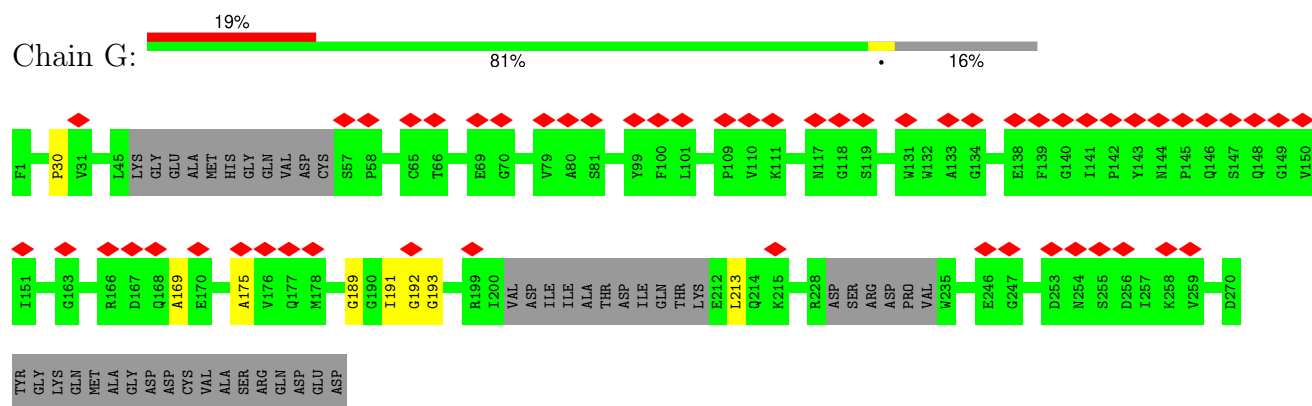 19%
Chain G:
81% • 16%
F1 P30 V31 L45 LYS GLY GLU ALA MET HIS GLY GLN VAL ASP CYS S57 P58 C65 T66 E69 G70 V79 A80 S81 Y99 F100 L101 P109 V110 K111 N117 G118 S119 W131 W132 A133 G134 E138 F139 G140 I141 P142 Y143 N144 P145 Q146 S147 Q148 G149 V150
I151 G163 R166 D167 Q168 A169 E170 A175 V176 Q177 M178 G189 G190 I191 G192 G193 R199 I200 VAL ASP ILE ILE ALA THR ASP ILE GLN THR LYS E212 L213 Q214 K215 R228 ASP SER ARG ASP PRO VAL W235 E246 G247 D253 N254 S255 D256 I257 K258 V259 D270
TYR GLY LYS GLN MET ALA GLY ASP ASP CYS VAL ALA SER ARG GLN ASP GLU ASP